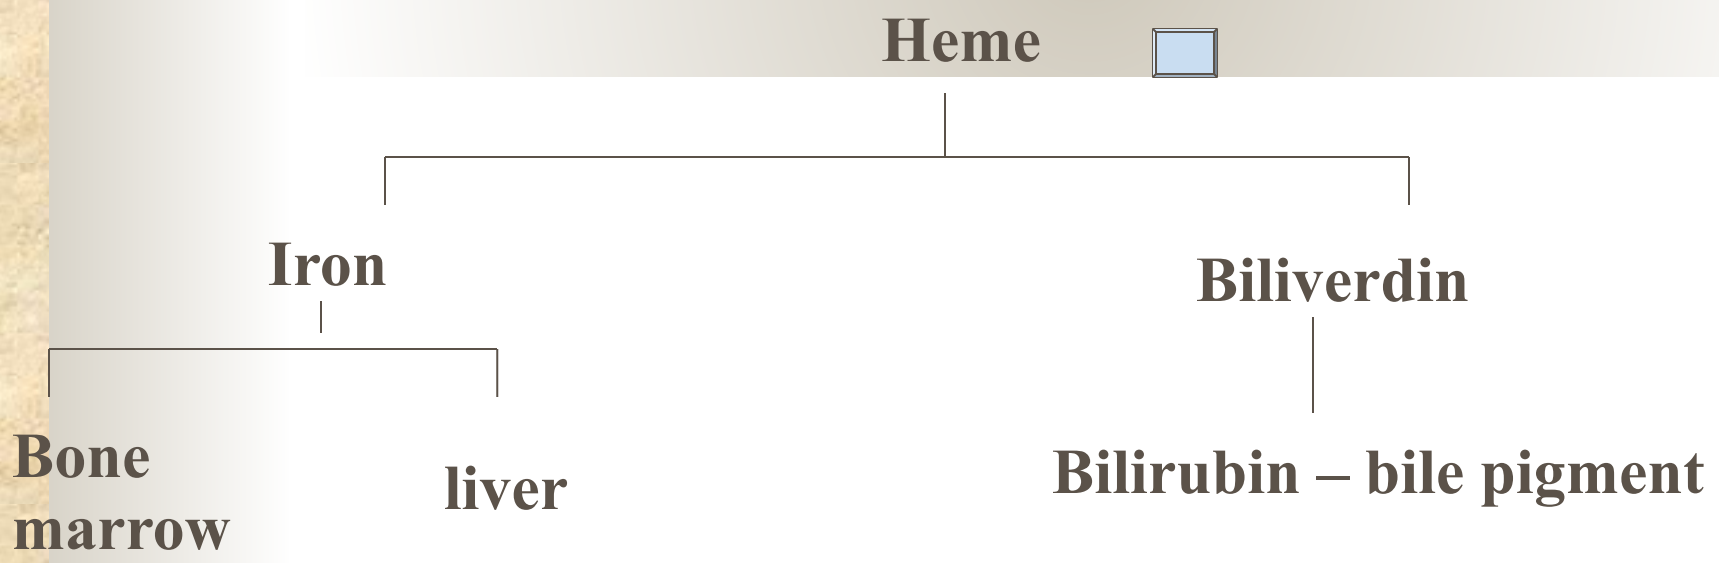 Heme
Iron
Biliverdin
Bone
marrow
liver
Bilirubin – bile pigment